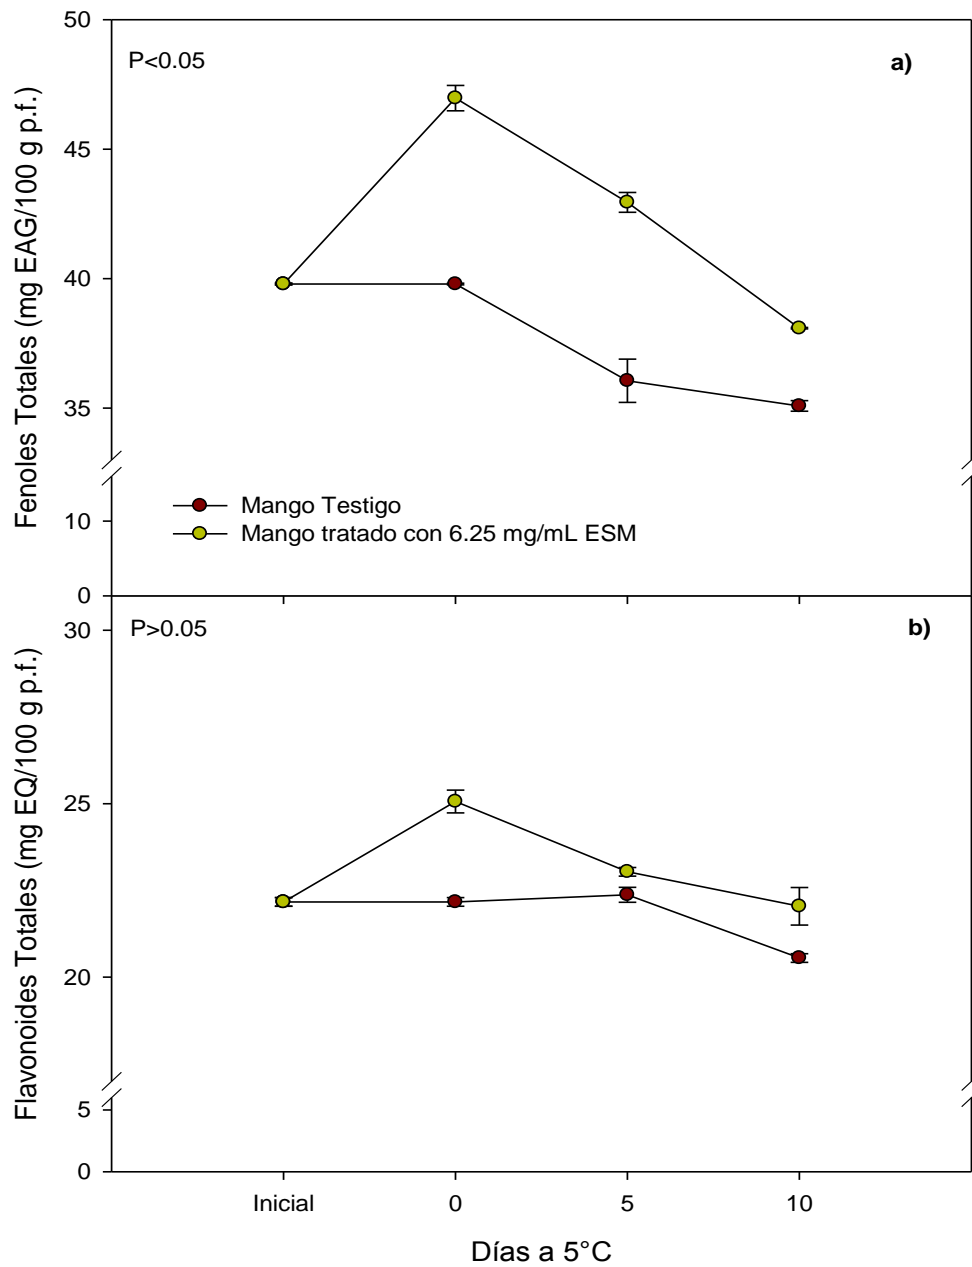 50
P<0.05
a)
45
40
35
10
0
Fenoles Totales (mg EAG/100 g p.f.)
Mango Testigo
Mango tratado con 6.25 mg/mL ESM
30
P>0.05
b)
25
20
5
0
Flavonoides Totales (mg EQ/100 g p.f.)
Inicial 0 5 10
Días a 5°C